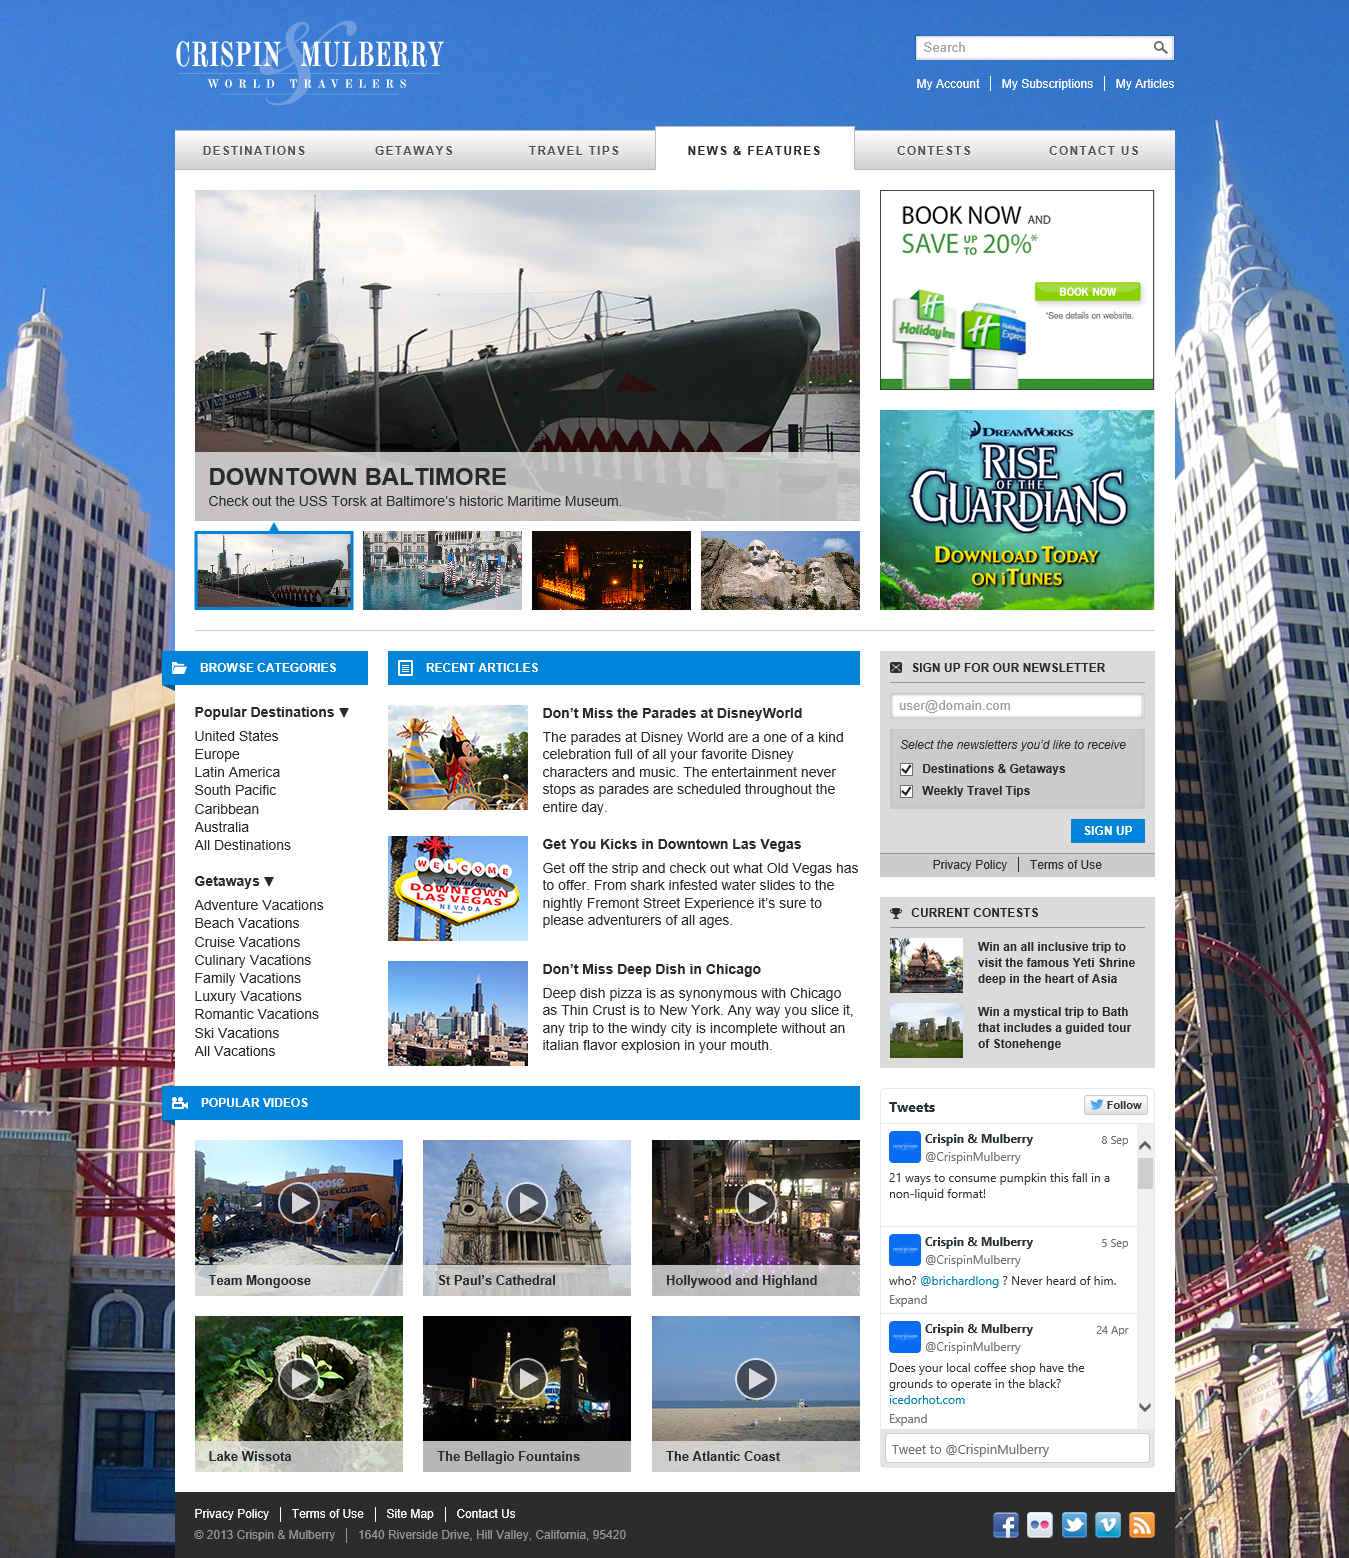 CRISPIN & MULBERRY
WORLD TRAVELERS
Search
My Account
My Subscriptions
My Articles
DESTINATIONS
GETAWAYS
TRAVEL TIPS
NEWS & FEATURES
CONTESTS
CONTACT US
USS TORSK
DOWNTOWN BALTIMORE
Check out the USS Torsk at Baltimore's historic Maritime Museum.
BOOK NOW AND
SAVE UP TO 20%*
BOOK NOW
*See details on website.
Holiday Inn
Holiday Inn
Express
DREAMWORKS
RISE
OF THE
GUARDIANS
DOWNLOAD TODAY
ON iTUNES
BROWSE CATEGORIES
Popular Destinations ▼
United States
Europe
Latin America
South Pacific
Caribbean
Australia
All Destinations
Getaways ▼
Adventure Vacations
Beach Vacations
Cruise Vacations
Culinary Vacations
Family Vacations
Luxury Vacations
Romantic Vacations
Ski Vacations
All Vacations
RECENT ARTICLES
Don't Miss the Parades at DisneyWorld
The parades at Disney World are a one of a kind
celebration full of all your favorite Disney
characters and music. The entertainment never
stops as parades are scheduled throughout the
entire day.
WELCOME
TO Fabulous
DOWNTOWN
LAS VEGAS
NEVADA
Get You Kicks in Downtown Las Vegas
Get off the strip and check out what Old Vegas has
to offer. From shark infested water slides to the
nightly Fremont Street Experience it's sure to
please adventurers of all ages.
Don't Miss Deep Dish in Chicago
Deep dish pizza is as synonymous with Chicago
as Thin Crust is to New York. Any way you slice it,
any trip to the windy city is incomplete without an
italian flavor explosion in your mouth.
SIGN UP FOR OUR NEWSLETTER
user@domain.com
Select the newsletters you'd like to receive
Destinations & Getaways
Weekly Travel Tips
SIGN UP
Privacy Policy
Terms of Use
CURRENT CONTESTS
Win an all inclusive trip to
visit the famous Yeti Shrine
deep in the heart of Asia
Win a mystical trip to Bath
that includes a guided tour
of Stonehenge
POPULAR VIDEOS
Team Mongoose
St Paul's Cathedral
Hollywood and Highland
Lake Wissota
The Bellagio Fountains
The Atlantic Coast
Tweets
Follow
Crispin & Mulberry
8 Sep
@CrispinMulberry
21 ways to consume pumpkin this fall in a
non-liquid format!
Crispin & Mulberry
5 Sep
@CrispinMulberry
who? @brichardlong ? Never heard of him.
Expand
Crispin & Mulberry
24 Apr
@CrispinMulberry
Does your local coffee shop have the
grounds to operate in the black?
icedorhot.com
Expand
Tweet to @CrispinMulberry
Privacy Policy
Terms of Use
Site Map
Contact Us
© 2013 Crispin & Mulberry
1640 Riverside Drive, Hill Valley, California, 95420